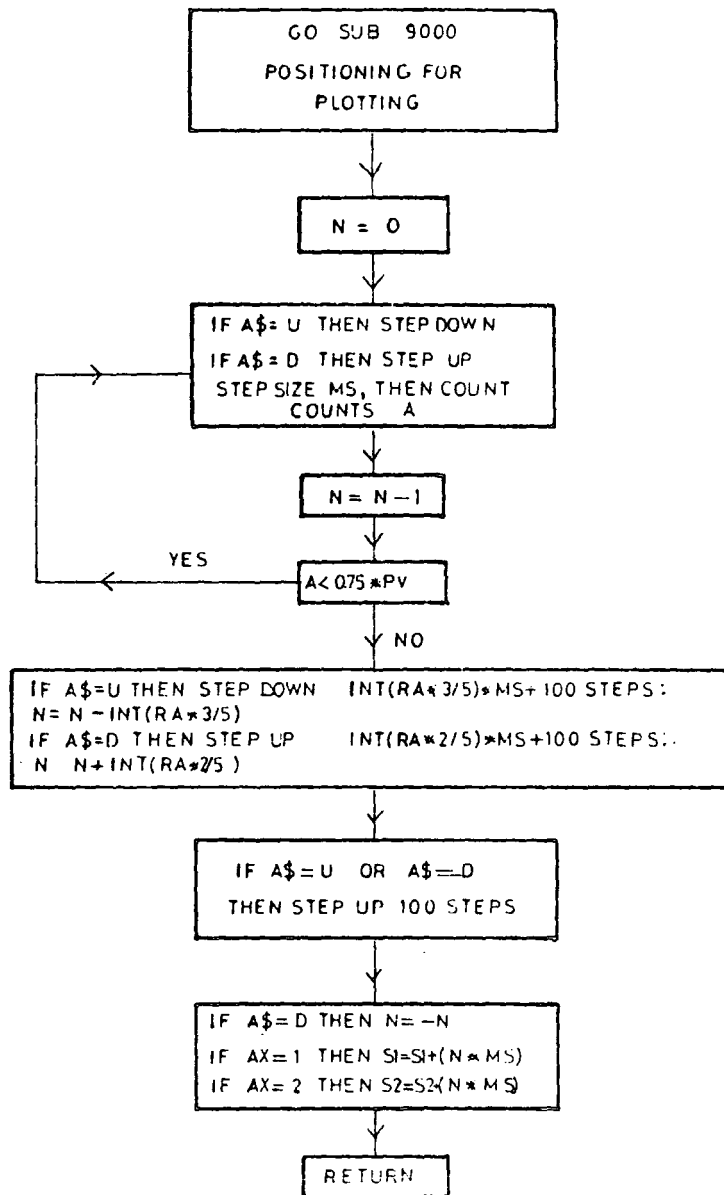 GO SUB 9000
POSITIONING FOR
PLOTTING
N = 0
IF A$= U THEN STEP DOWN
IF A$= D THEN STEP UP
STEP SIZE MS, THEN COUNT
COUNTS A
N = N - 1
YES
A < 0.75 * PV
NO
IF A$=U THEN STEP DOWN INT(RA*3/5)*MS+100 STEPS:
N= N - INT(RA*3/5)
IF A$=D THEN STEP UP INT(RA*2/5)*MS+100 STEPS:
N N+INT(RA*2/5)
IF A$=U OR A$=D
THEN STEP UP 100 STEPS
IF A$=D THEN N=-N
IF AX=1 THEN S1=S1+(N*MS)
IF AX=2 THEN S2=S2+(N*MS)
RETURN